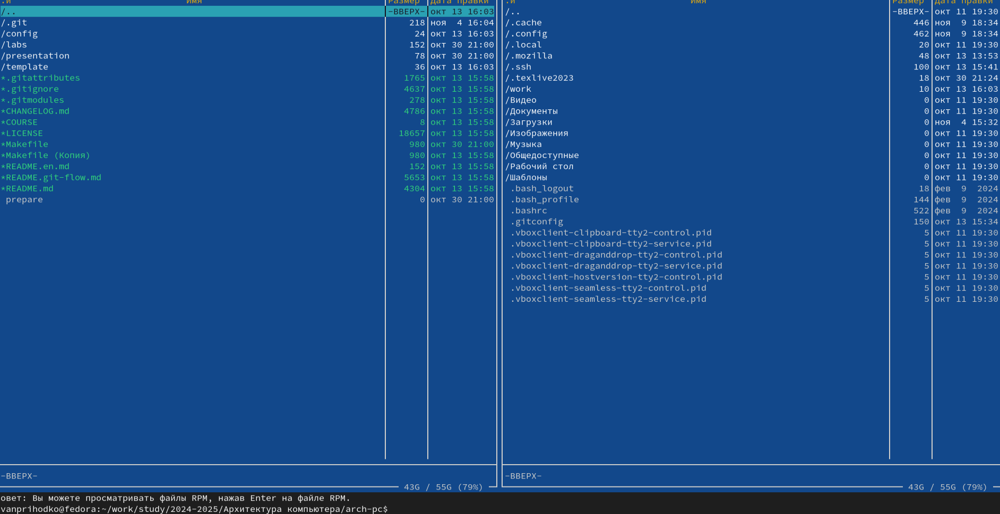 .и Имя Размер Дата правки
/.. -ВВЕРХ- окт 13 16:03
/.git 218 ноя 4 16:04
/config 24 окт 13 16:03
/labs 152 окт 30 21:00
/presentation 78 окт 30 21:00
/template 36 окт 13 16:03
*.gitattributes 1765 окт 13 15:58
*.gitignore 4637 окт 13 15:58
*.gitmodules 278 окт 13 15:58
*CHANGELOG.md 4786 окт 13 15:58
*COURSE 8 окт 13 15:58
*LICENSE 18657 окт 13 15:58
*Makefile 980 окт 30 21:00
*Makefile (Копия) 980 окт 13 15:58
*README.en.md 152 окт 13 15:58
*README.git-flow.md 5653 окт 13 15:58
*README.md 4304 окт 13 15:58
prepare 0 окт 30 21:00
-ВВЕРХ-
43G / 55G (79%)
.и Имя Размер Дата правки
/.. -ВВЕРХ- окт 11 19:30
/.cache 446 ноя 9 18:34
/.config 462 ноя 9 18:34
/.local 20 окт 11 19:30
/.mozilla 48 окт 13 13:53
/.ssh 100 окт 13 15:41
/.texlive2023 18 окт 30 21:24
/work 10 окт 13 16:03
/Видео 0 окт 11 19:30
/Документы 0 окт 11 19:30
/Загрузки 0 ноя 4 15:32
/Изображения 0 окт 11 19:30
/Музыка 0 окт 11 19:30
/Общедоступные 0 окт 11 19:30
/Рабочий стол 0 окт 11 19:30
/Шаблоны 0 окт 11 19:30
.bash_logout 18 фев 9 2024
.bash_profile 144 фев 9 2024
.bashrc 522 фев 9 2024
.gitconfig 150 окт 13 15:34
.vboxclient-clipboard-tty2-control.pid 5 окт 11 19:30
.vboxclient-clipboard-tty2-service.pid 5 окт 11 19:30
.vboxclient-draganddrop-tty2-control.pid 5 окт 11 19:30
.vboxclient-draganddrop-tty2-service.pid 5 окт 11 19:30
.vboxclient-hostversion-tty2-control.pid 5 окт 11 19:30
.vboxclient-seamless-tty2-control.pid 5 окт 11 19:30
.vboxclient-seamless-tty2-service.pid 5 окт 11 19:30
-ВВЕРХ-
43G / 55G (79%)
овет: Вы можете просматривать файлы RPM, нажав Enter на файле RPM.
vanprihodko@fedora:~/work/study/2024-2025/Архитектура компьютера/arch-pc$